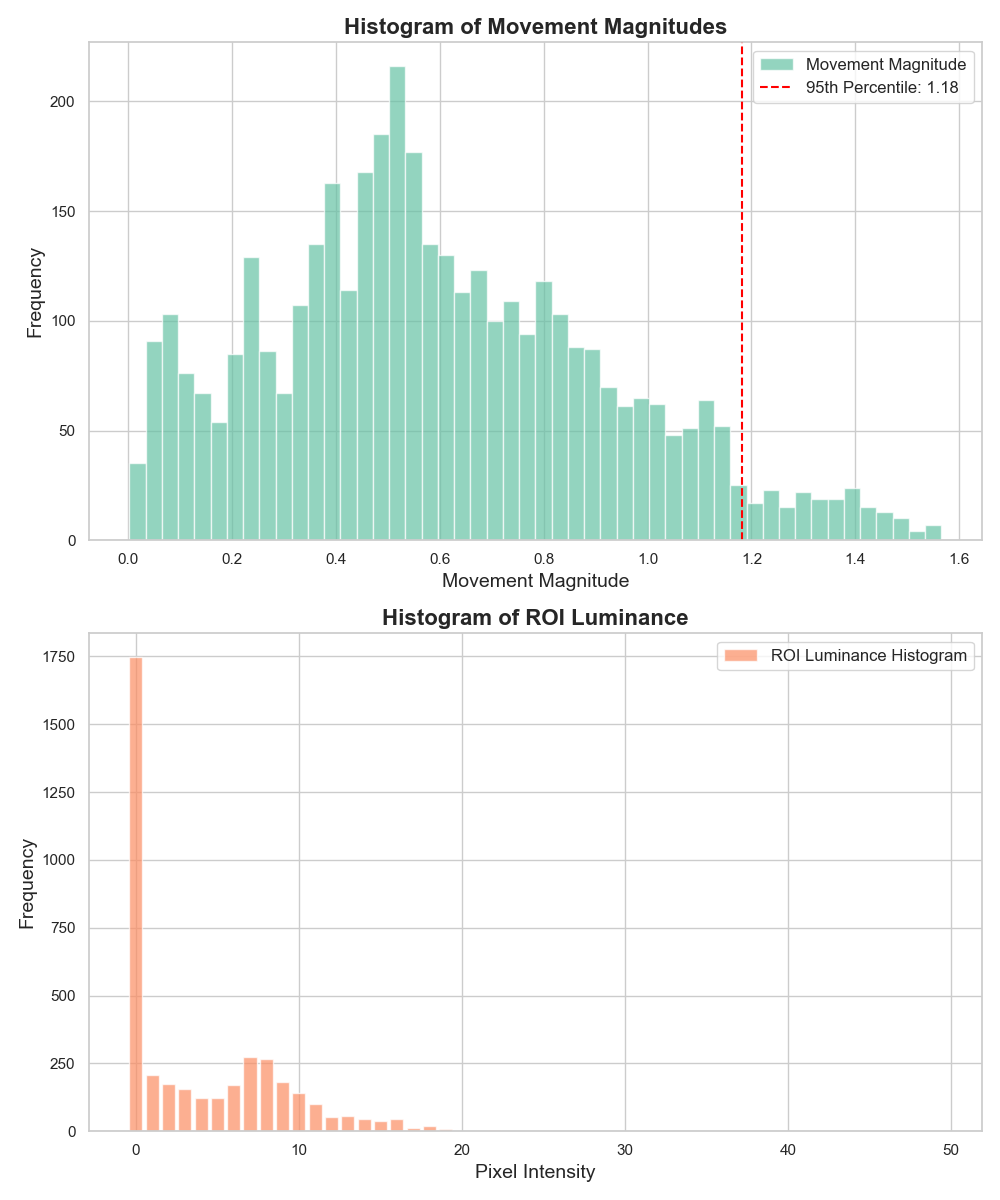 Histogram of Movement Magnitudes
Movement Magnitude
95th Percentile: 1.18
Frequency
200
150
100
50
0
0.0 0.2 0.4 0.6 0.8 1.0 1.2 1.4 1.6
Movement Magnitude
Histogram of ROI Luminance
ROI Luminance Histogram
Frequency
1750
1500
1250
1000
750
500
250
0
0 10 20 30 40 50
Pixel Intensity